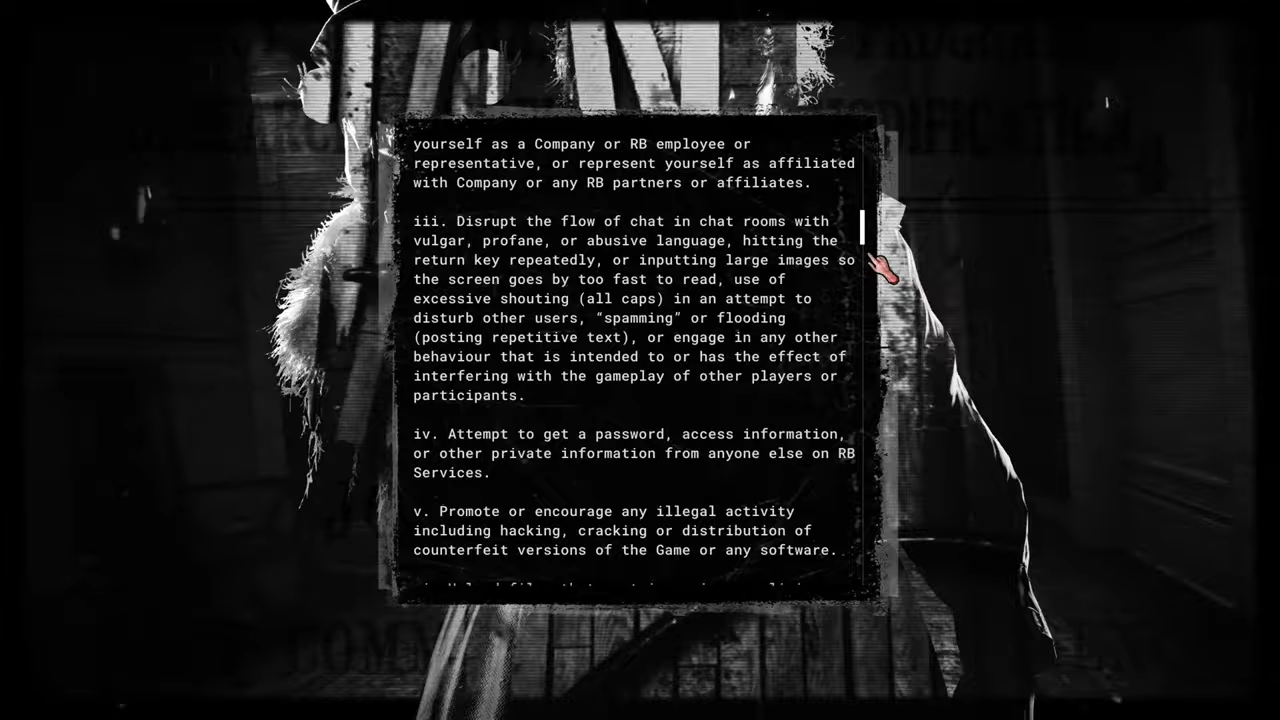 yourself as a Company or RB employee or
representative, or represent yourself as affiliated
with Company or any RB partners or affiliates.
iii. Disrupt the flow of chat in chat rooms with
vulgar, profane, or abusive language, hitting the
return key repeatedly, or inputting large images so
the screen goes by too fast to read, use of
excessive shouting (all caps) in an attempt to
disturb other users, “spamming” or flooding
(posting repetitive text), or engage in any other
behaviour that is intended to or has the effect of
interfering with the gameplay of other players or
participants.
iv. Attempt to get a password, access information,
or other private information from anyone else on RB
Services.
v. Promote or encourage any illegal activity
including hacking, cracking or distribution of
counterfeit versions of the Game or any software.